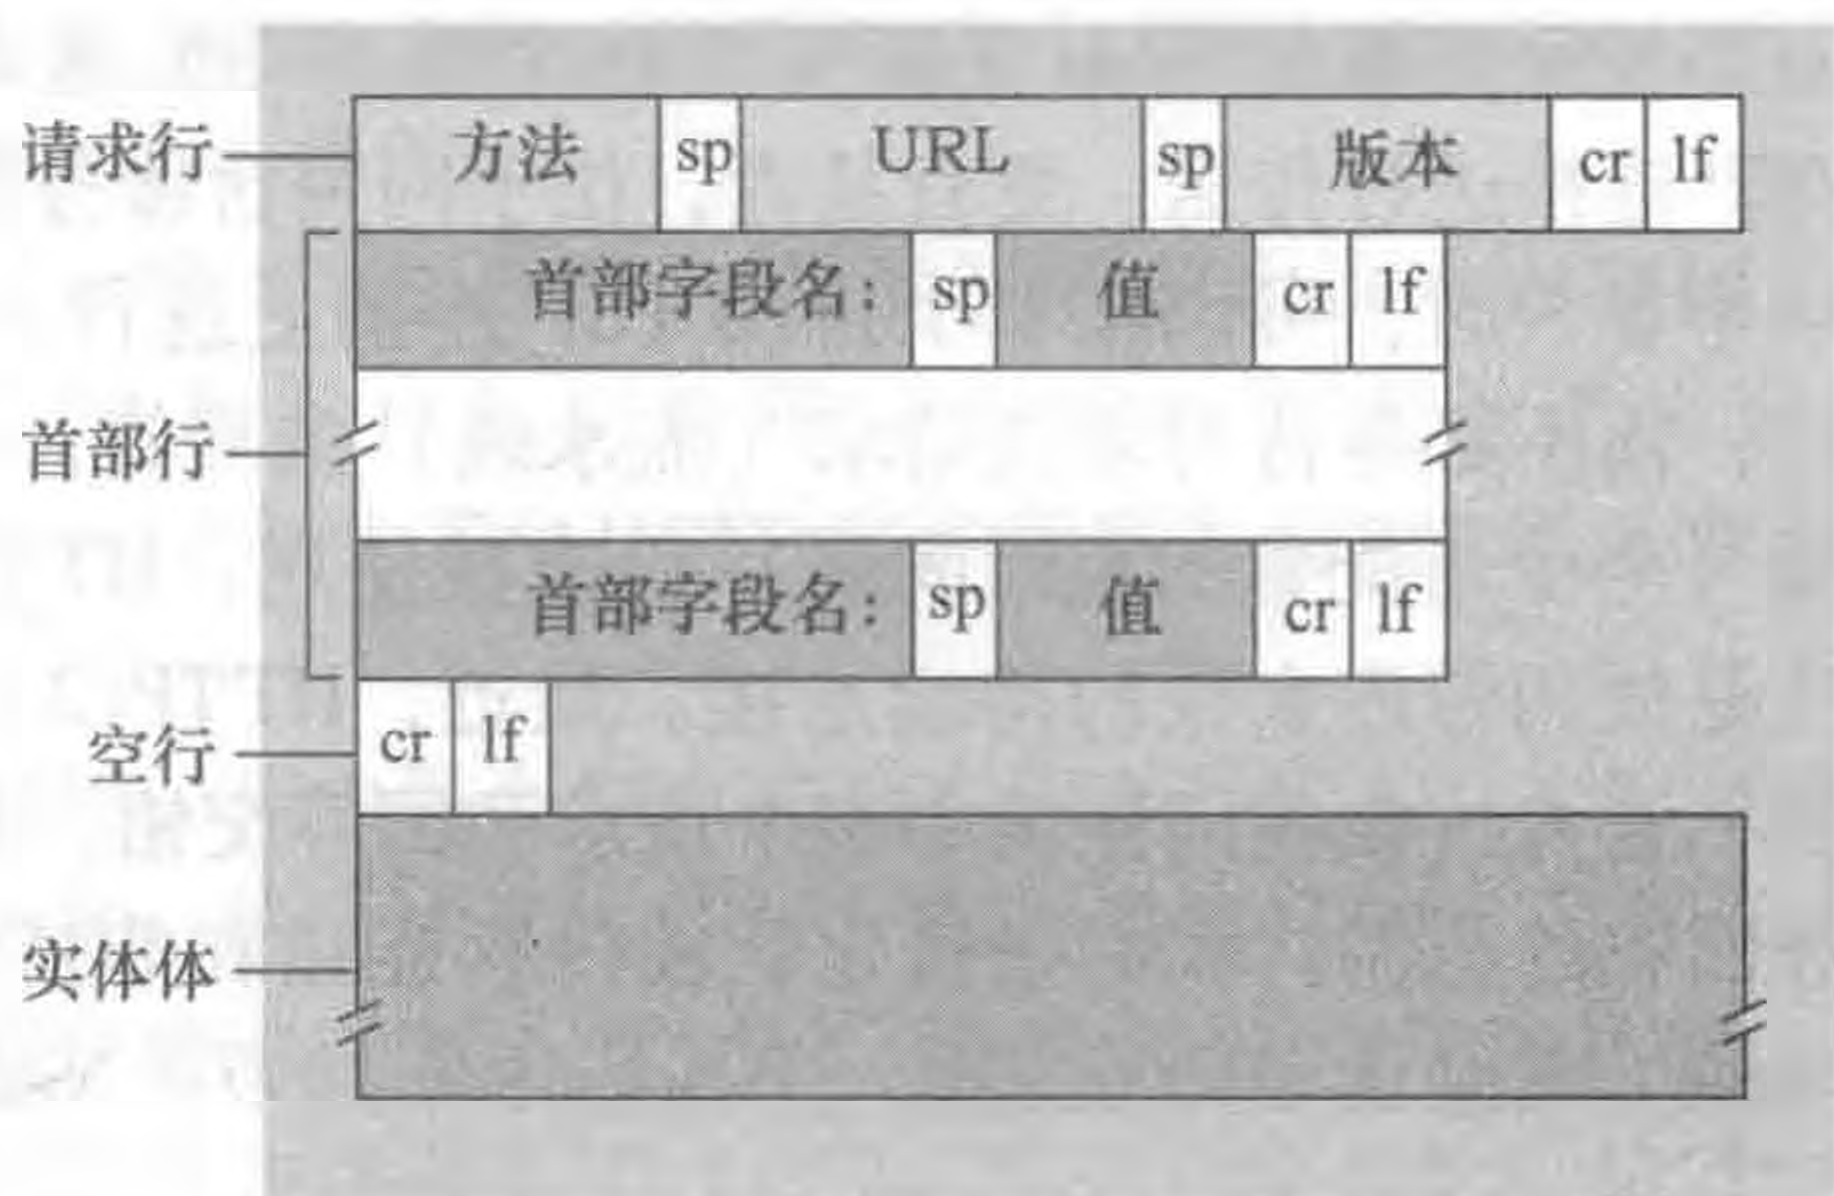 请求行 方法 sp URL sp 版本 cr lf
首部字段名: sp 值 cr lf
首部行
首部字段名: sp 值 cr lf
空行 cr lf
实体体